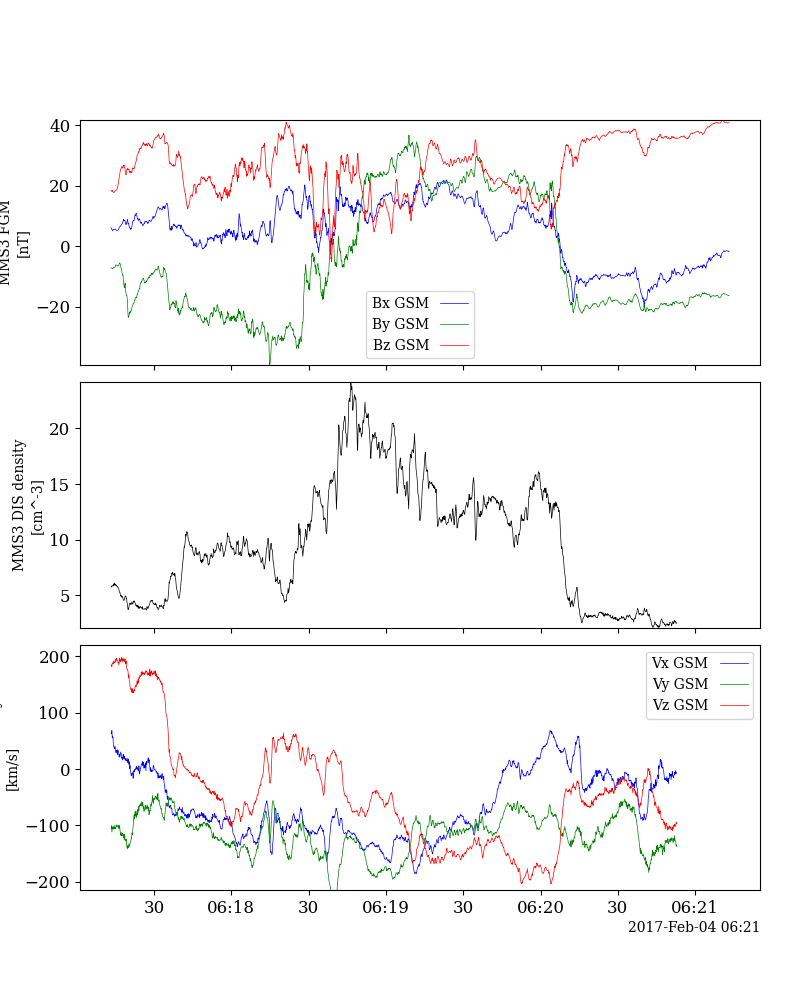 40
20
0
−20
MMS3 FGM
[nT]
Bx GSM
By GSM
Bz GSM
20
15
10
5
MMS3 DIS density
[cm^-3]
200
100
0
−100
−200
[km/s]
Vx GSM
Vy GSM
Vz GSM
30
06:18
30
06:19
30
06:20
30
06:21
2017-Feb-04 06:21